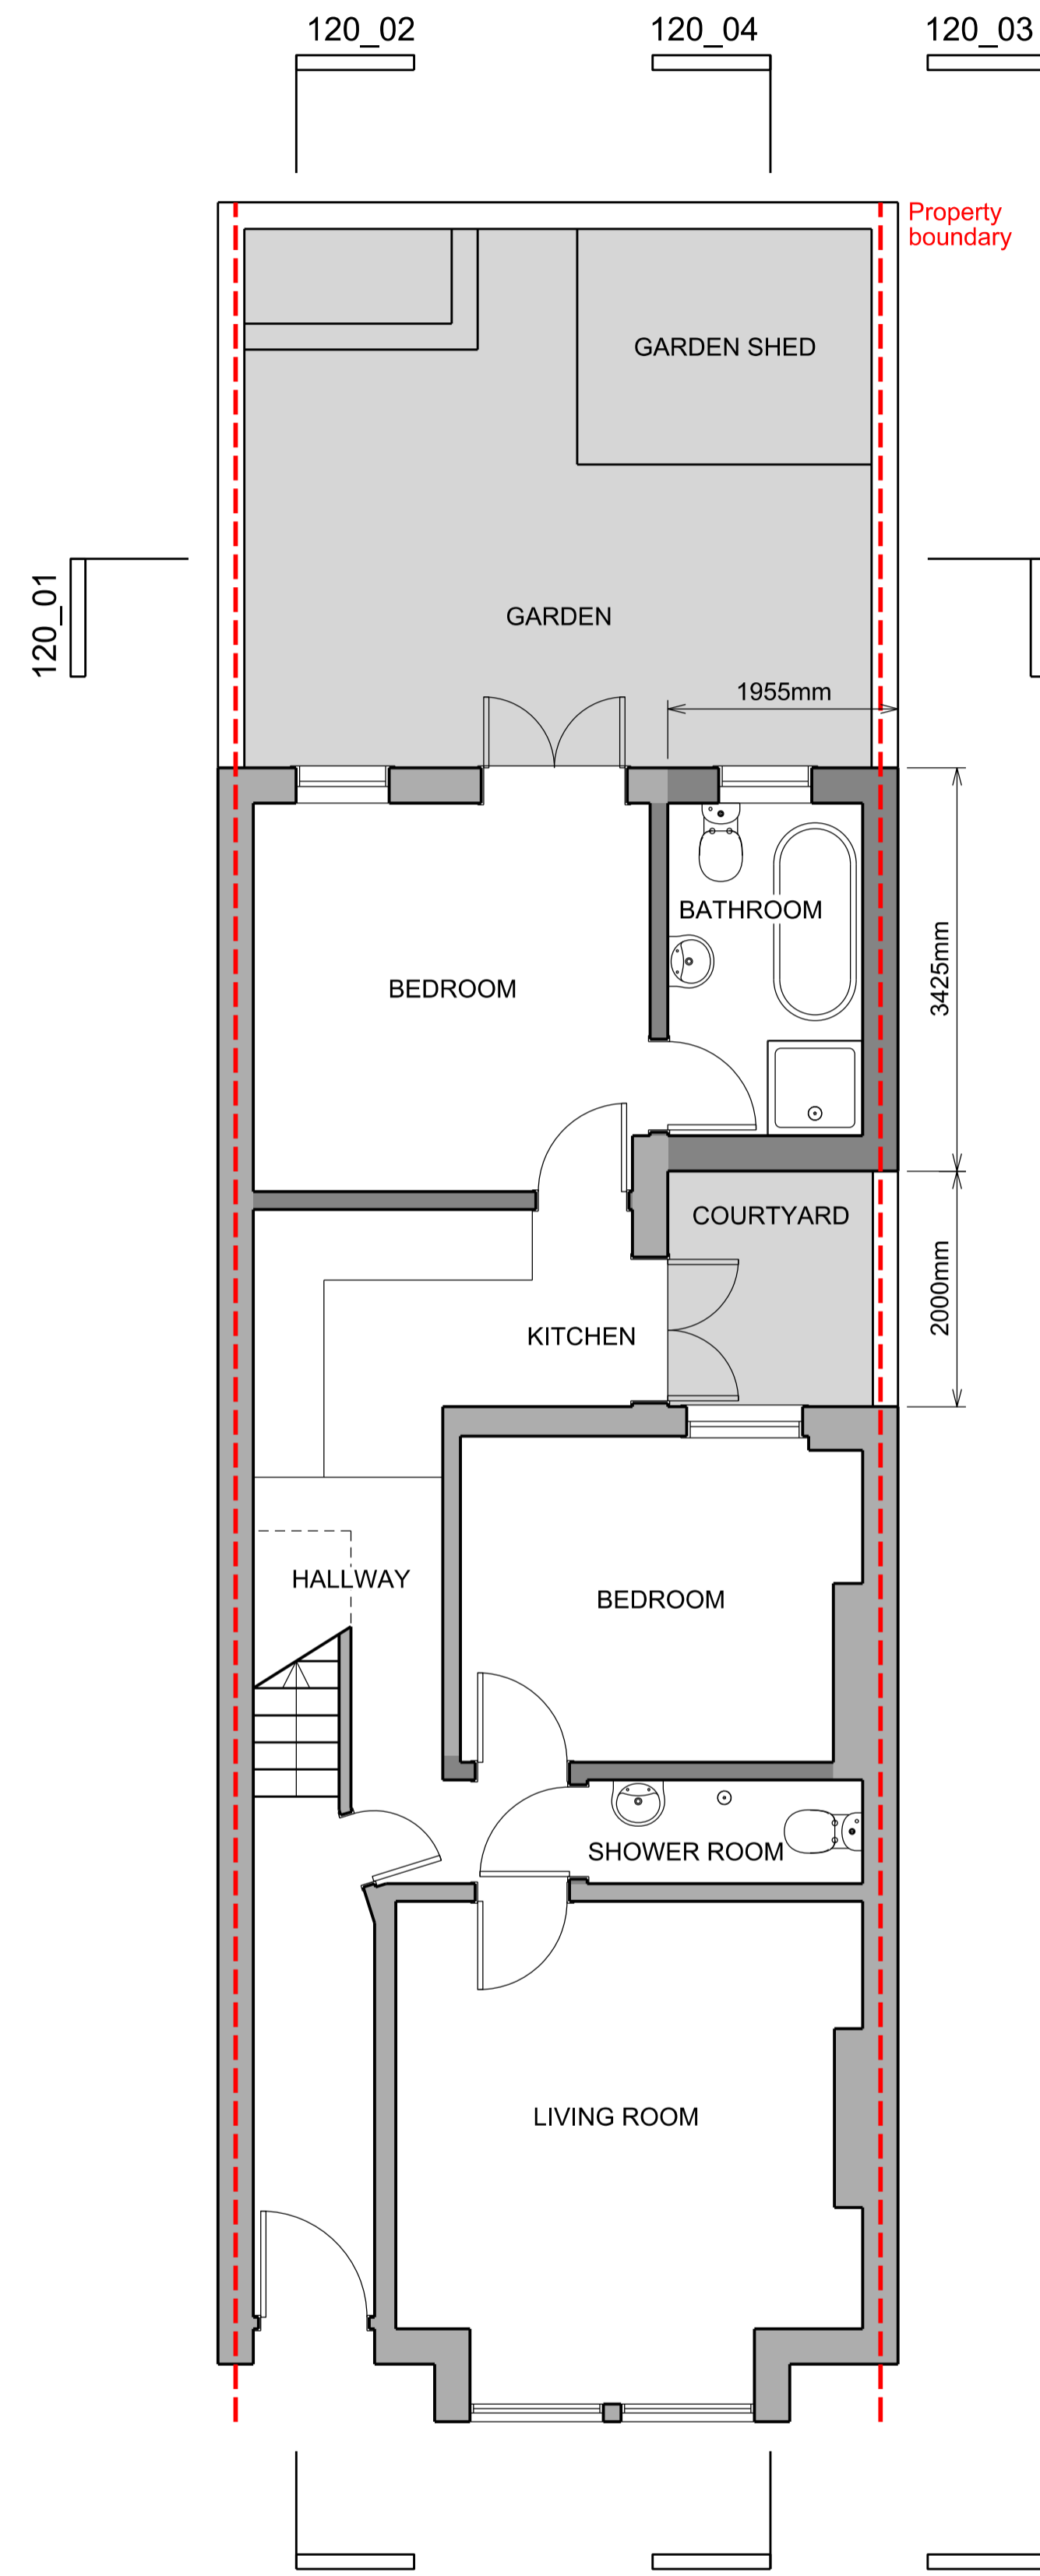 120_02
120_04
120_03
Property
boundary
GARDEN SHED
120_01
GARDEN
1955mm
BATHROOM
3425mm
BEDROOM
COURTYARD
2000mm
KITCHEN
HALLWAY
BEDROOM
SHOWER ROOM
LIVING ROOM